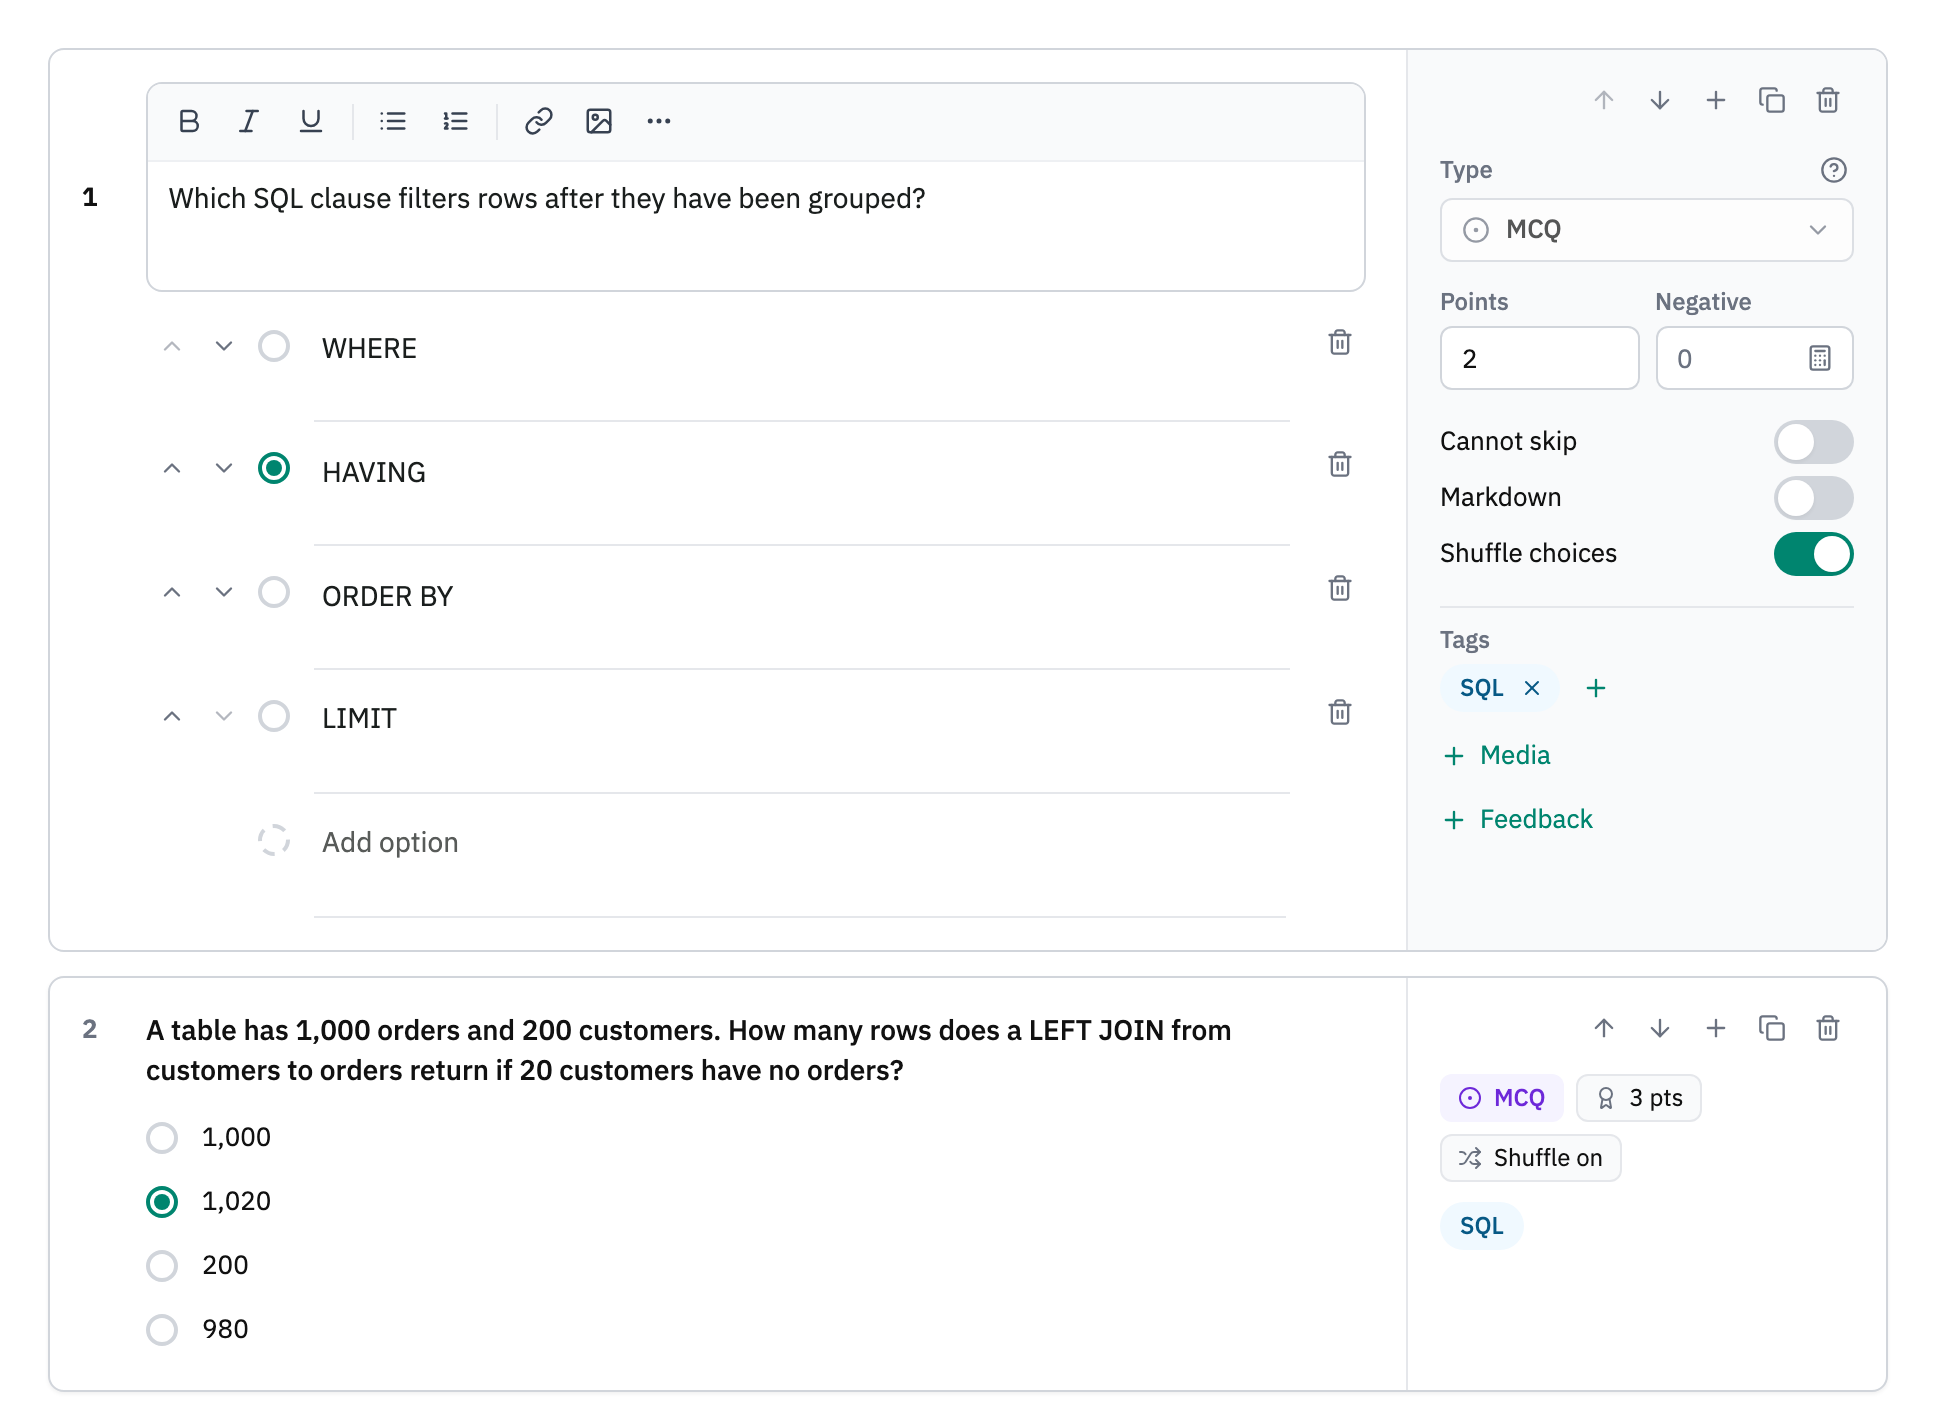 1
Which SQL clause filters rows after they have been grouped?
WHERE
HAVING
ORDER BY
LIMIT
Add option
Type
MCQ
Points
Negative
2
0
Cannot skip
Markdown
Shuffle choices
Tags
SQL
Media
Feedback
2
A table has 1,000 orders and 200 customers. How many rows does a LEFT JOIN from
customers to orders return if 20 customers have no orders?
1,000
1,020
200
980
MCQ
3 pts
Shuffle on
SQL